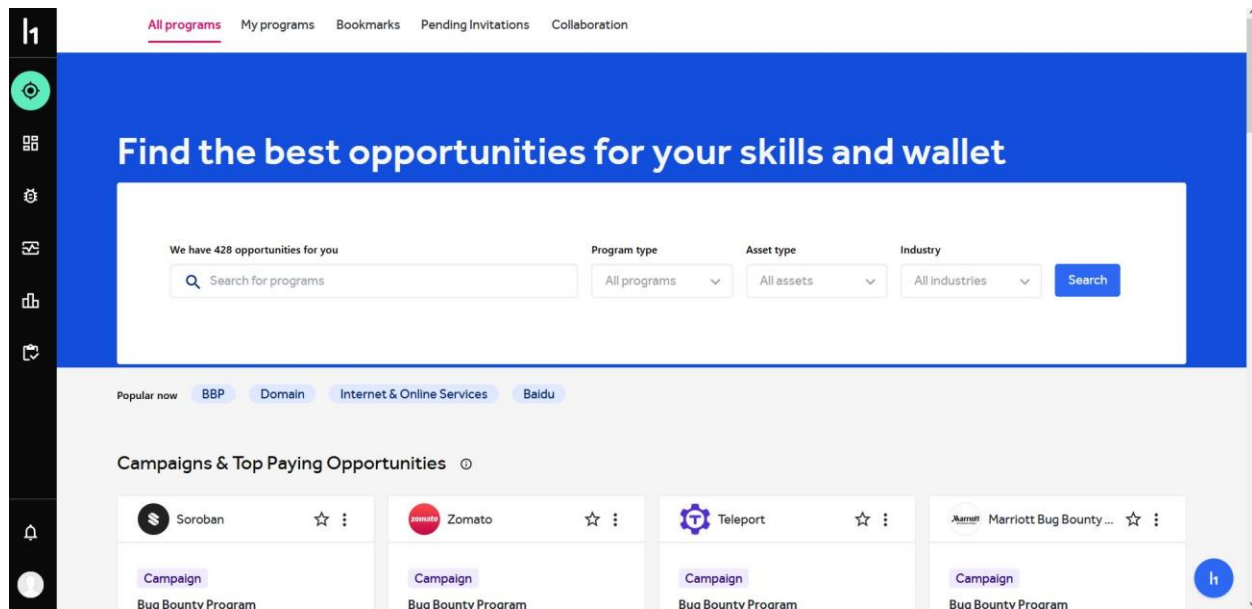 h1
All programs My programs Bookmarks Pending Invitations Collaboration
Find the best opportunities for your skills and wallet
We have 428 opportunities for you Program type Asset type Industry
Search for programs All programs All assets All industries Search
Popular now BBP Domain Internet & Online Services Baidu
Campaigns & Top Paying Opportunities
Soroban zomato Zomato Teleport Marriott Marriott Bug Bounty ...
Campaign Campaign Campaign Campaign
h1
Bug Bounty Program Bug Bounty Program Bug Bounty Program Bug Bounty Program